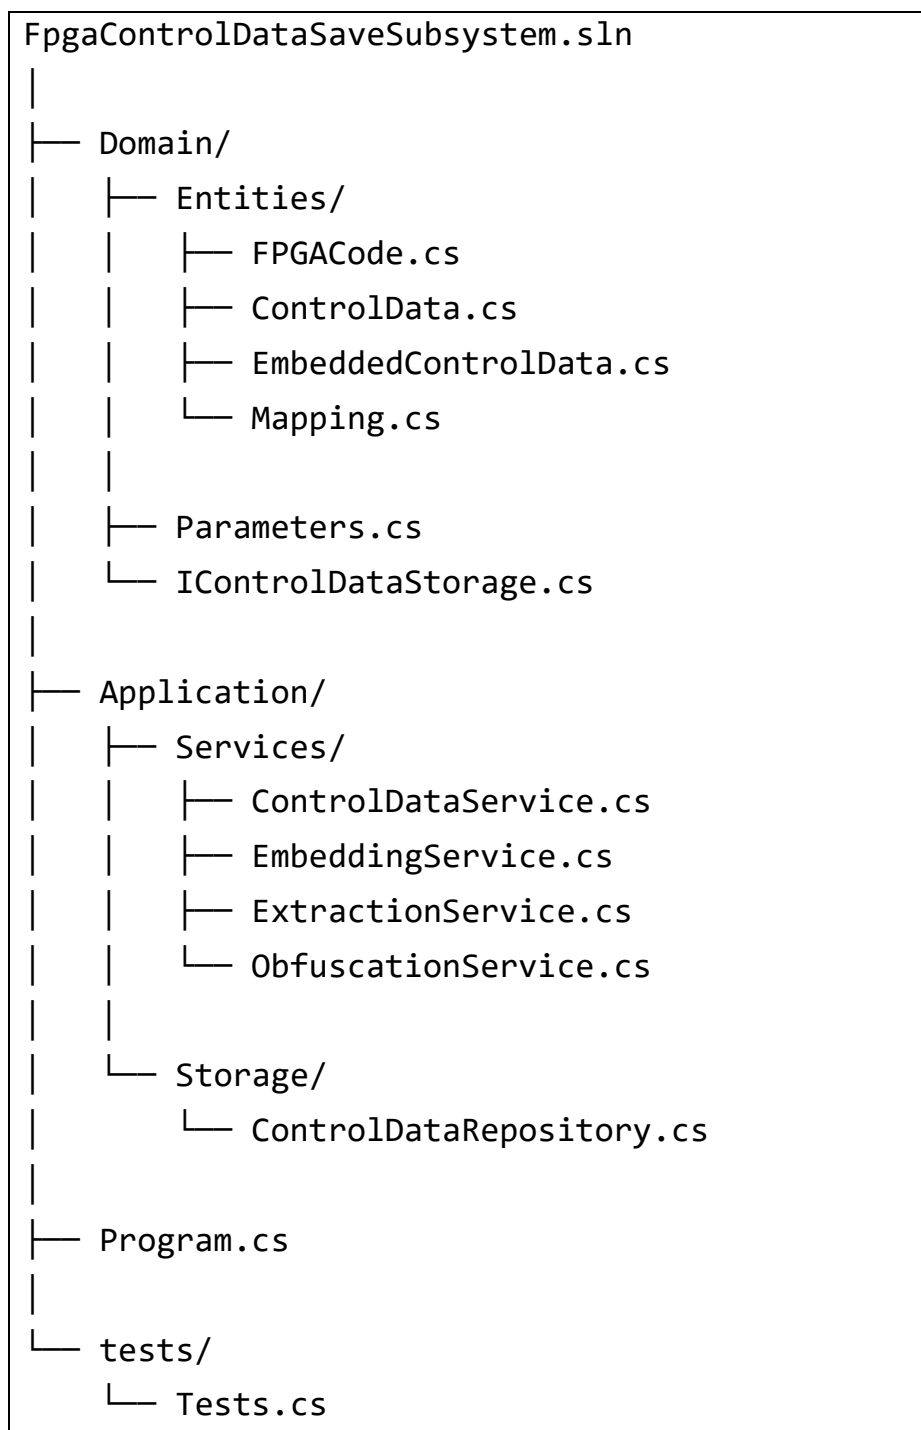 FpgaControlDataSaveSubsystem.sln
│
├── Domain/
│   ├── Entities/
│   │   ├── FPGACode.cs
│   │   ├── ControlData.cs
│   │   ├── EmbeddedControlData.cs
│   │   └── Mapping.cs
│   │
│   ├── Parameters.cs
│   └── IControlDataStorage.cs
│
├── Application/
│   ├── Services/
│   │   ├── ControlDataService.cs
│   │   ├── EmbeddingService.cs
│   │   ├── ExtractionService.cs
│   │   └── ObfuscationService.cs
│   │
│   └── Storage/
│       └── ControlDataRepository.cs
│
├── Program.cs
│
└── tests/
    └── Tests.cs